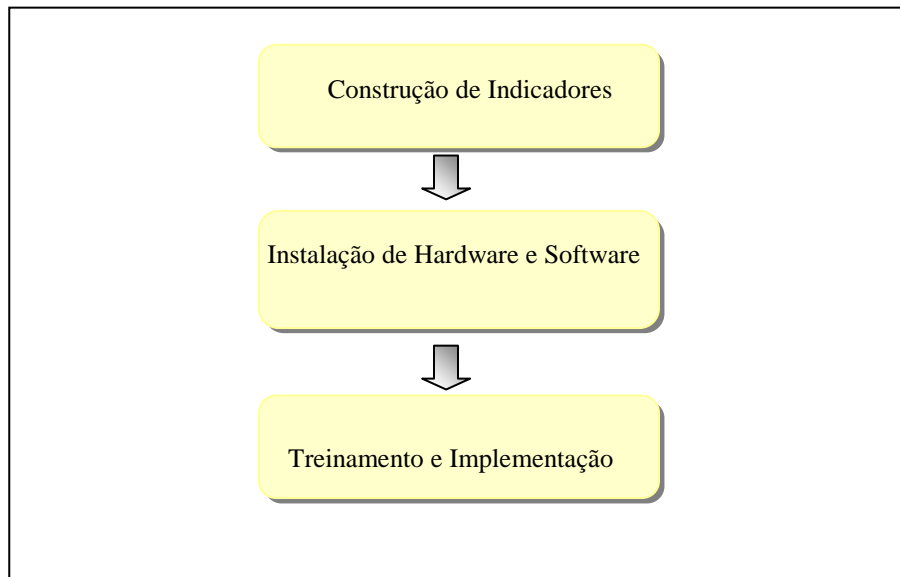 Construção de Indicadores
Instalação de Hardware e Software
Treinamento e Implementação